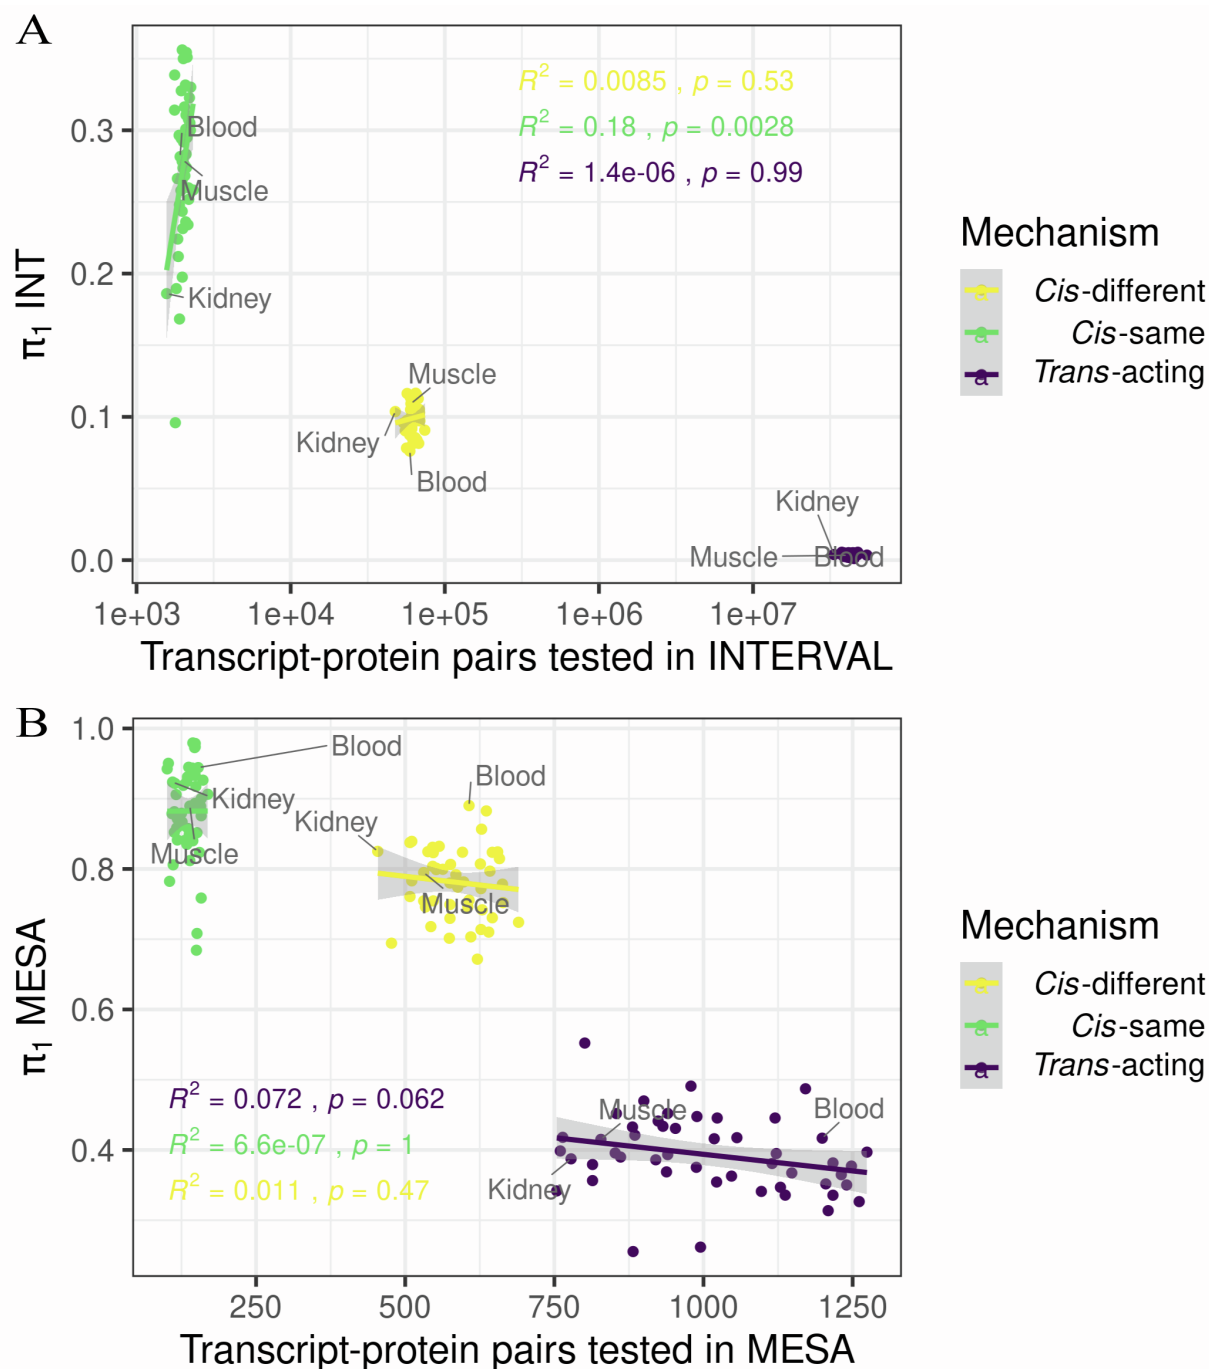 A
R² = 0.0085 , p = 0.53
R² = 0.18 , p = 0.0028
R² = 1.4e-06 , p = 0.99
Blood
Muscle
Kidney
Muscle
Kidney
Blood
Kidney
Muscle
Blood
0.3
0.2
0.1
0.0
π₁ INT
1e+03 1e+04 1e+05 1e+06 1e+07
Transcript-protein pairs tested in INTERVAL
Mechanism
a Cis-different
a Cis-same
a Trans-acting
B
1.0
0.8
0.6
0.4
π₁ MESA
Blood
Kidney
Muscle
Blood
Kidney
Muscle
Muscle
Blood
Kidney
R² = 0.072 , p = 0.062
R² = 6.6e-07 , p = 1
R² = 0.011 , p = 0.47
250 500 750 1000 1250
Transcript-protein pairs tested in MESA
Mechanism
a Cis-different
a Cis-same
a Trans-acting